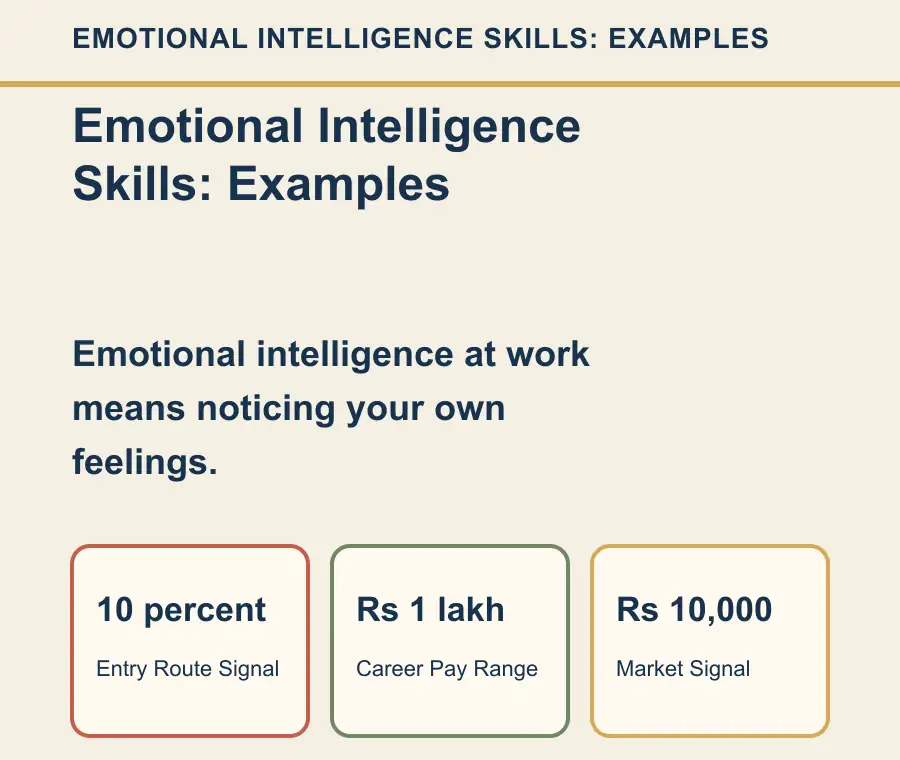 EMOTIONAL INTELLIGENCE SKILLS: EXAMPLES
Emotional Intelligence
Skills: Examples
Emotional intelligence at work
means noticing your own
feelings.
10 percent
Entry Route Signal
Rs 1 lakh
Career Pay Range
Rs 10,000
Market Signal